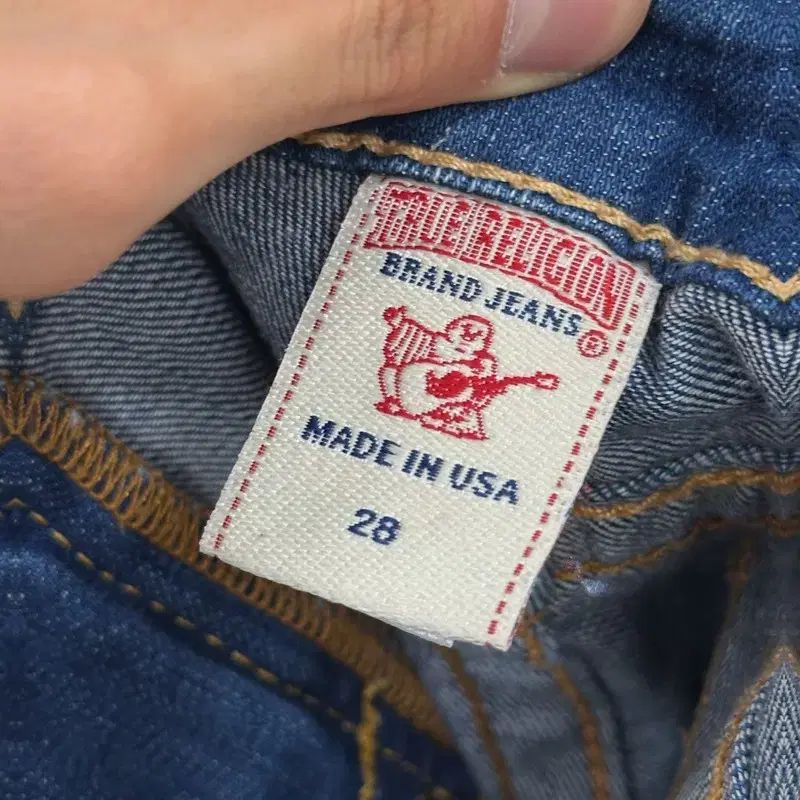 TRUE RELIGION
BRAND JEANS
®
MADE IN USA
28